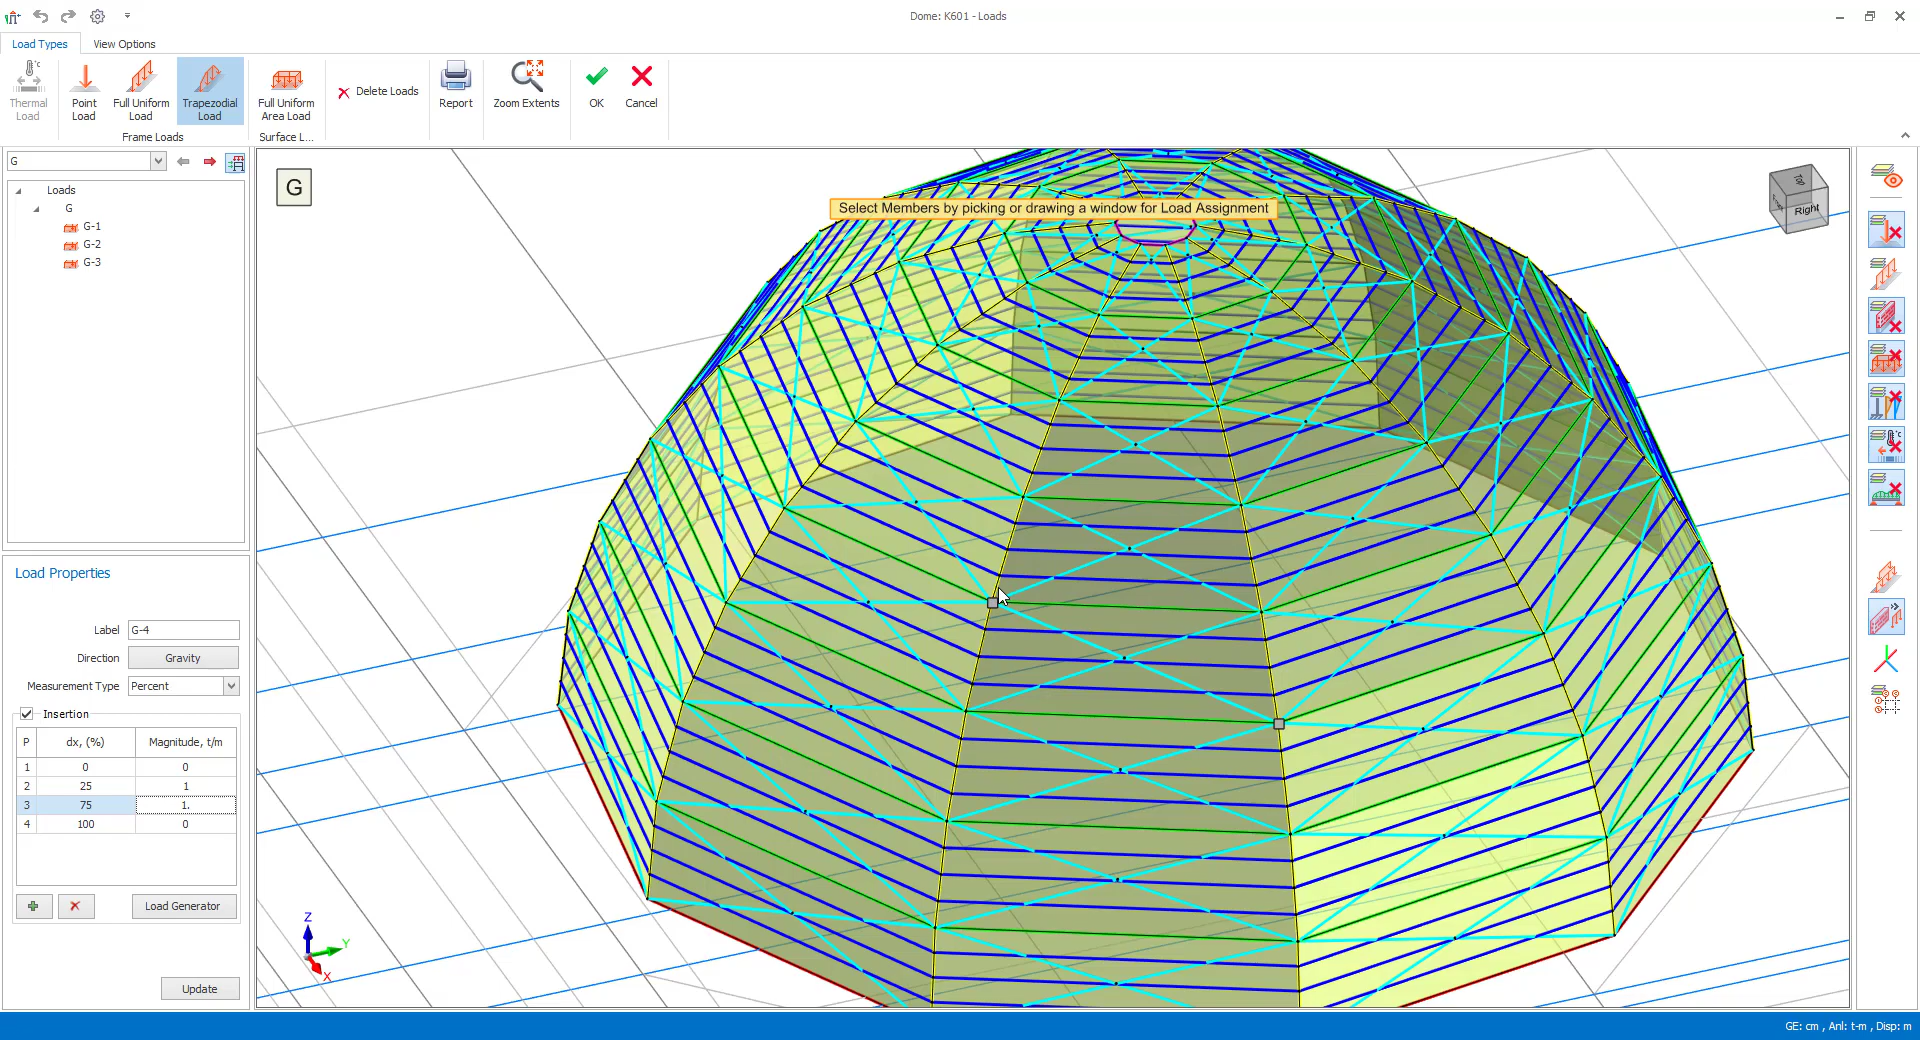 Dome: K601 - Loads
Load Types
View Options
Thermal Load
Point Load
Full Uniform Load
Trapezodial Load
Full Uniform Area Load
Delete Loads
Report
Zoom Extents
OK
Cancel
Frame Loads
Surface L...
G
Loads
G
G-1
G-2
G-3
G
Select Members by picking or drawing a window for Load Assignment
TOP
Right
Load Properties
Label G-4
Direction Gravity
Measurement Type Percent
Insertion
P dx, (%) Magnitude, t/m
1 0 0
2 25 1
3 75 1.
4 100 0
Load Generator
Update
Z
Y
X
GE: cm , Anl: t-m , Disp: m